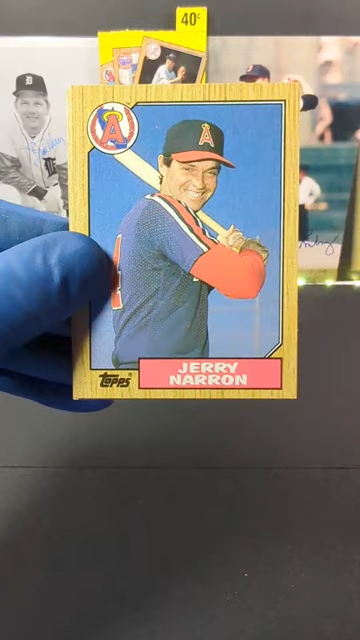 40¢
A
A
JERRY
NARRON
Topps®